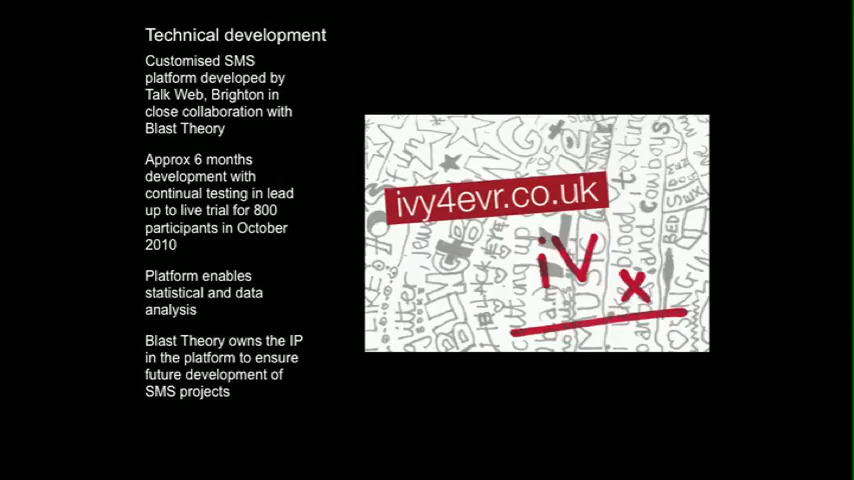 Technical development
Customised SMS
platform developed by
Talk Web, Brighton in
close collaboration with
Blast Theory
Approx 6 months
development with
continual testing in lead
up to live trial for 800
participants in October
2010
Platform enables
statistical and data
analysis
Blast Theory owns the IP
in the platform to ensure
future development of
SMS projects
ivy4evr.co.uk
iV
x